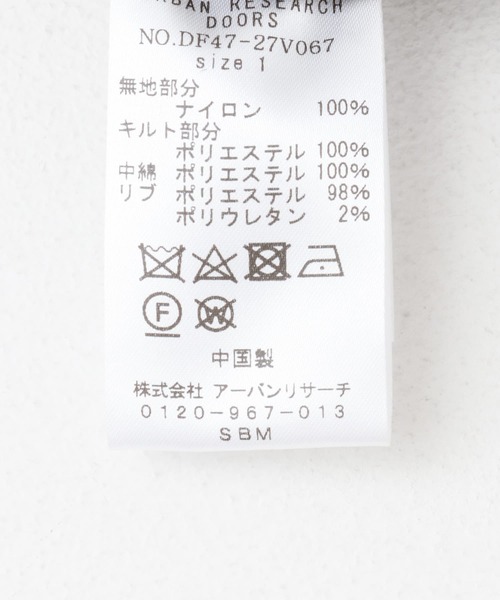 URBAN RESEARCH
DOORS
NO.DF47-27V067
size 1
無地部分
ナイロン 100%
キルト部分
ポリエステル 100%
中綿 ポリエステル 100%
リブ ポリエステル 98%
ポリウレタン 2%
F W
中国製
株式会社 アーバンリサーチ
0120-967-013
SBM